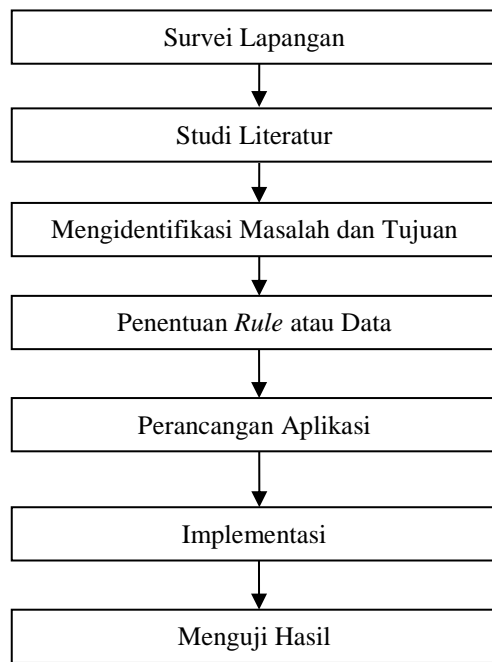 Survei Lapangan
Studi Literatur
Mengidentifikasi Masalah dan Tujuan
Penentuan Rule atau Data
Perancangan Aplikasi
Implementasi
Menguji Hasil